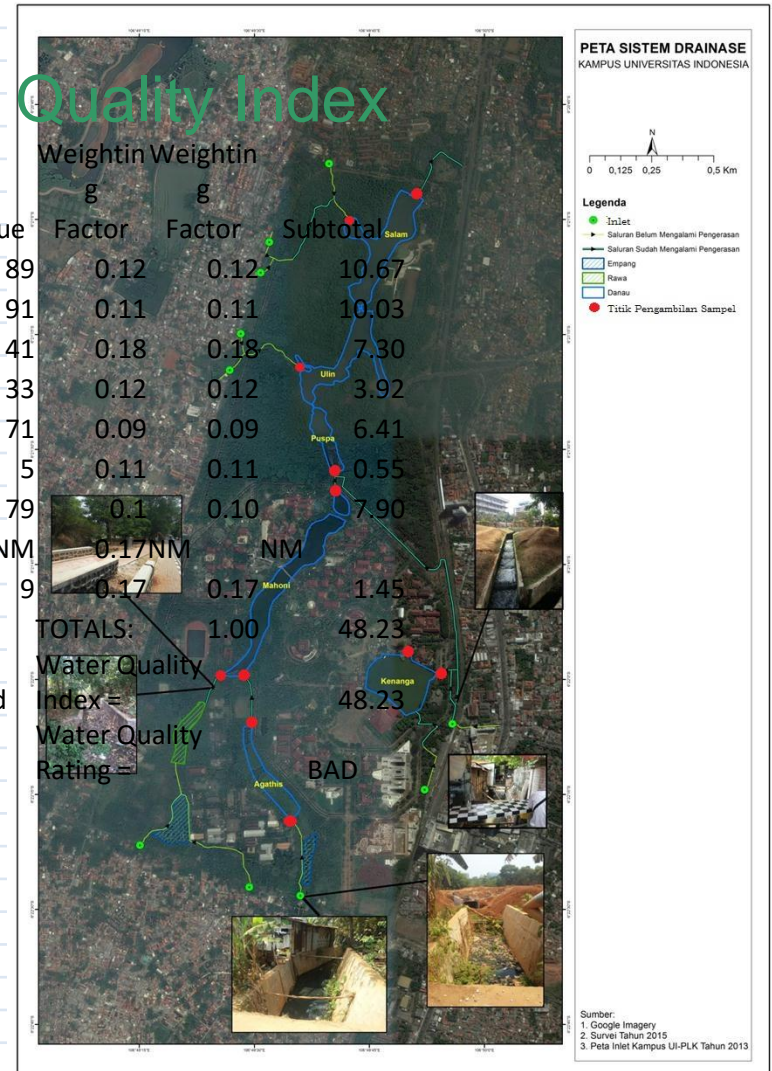 Quality Index
Weightin Weightin
g g
ue Factor Factor Subtotal
89 0.12 0.12 10.67
91 0.11 0.11 10.03
41 0.18 0.18 7.30
33 0.12 0.12 3.92
71 0.09 0.09 6.41
5 0.11 0.11 0.55
79 0.1 0.10 7.90
NM 0.17NM NM
9 0.17 0.17 1.45
TOTALS: 1.00 48.23
Water Quality
d Index = 48.23
Water Quality
Rating = BAD
Salam
Ulin
Puspa
Mahoni
Kenanga
Agathis
PETA SISTEM DRAINASE
KAMPUS UNIVERSITAS INDONESIA
N
0 0,125 0,25 0,5 Km
Legenda
Inlet
Saluran Belum Mengalami Pengerasan
Saluran Sudah Mengalami Pengerasan
Empang
Rawa
Danau
Titik Pengambilan Sampel
Sumber:
1. Google Imagery
2. Survei Tahun 2015
3. Peta Inlet Kampus UI-PLK Tahun 2013